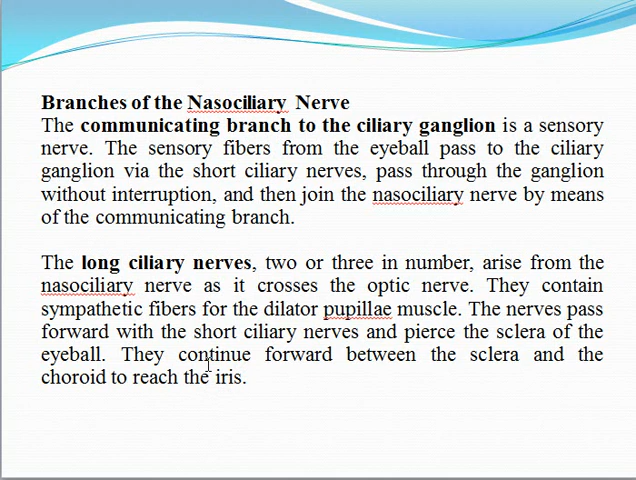 Branches of the Nasociliary Nerve
The communicating branch to the ciliary ganglion is a sensory
nerve. The sensory fibers from the eyeball pass to the ciliary
ganglion via the short ciliary nerves, pass through the ganglion
without interruption, and then join the nasociliary nerve by means
of the communicating branch.
The long ciliary nerves, two or three in number, arise from the
nasociliary nerve as it crosses the optic nerve. They contain
sympathetic fibers for the dilator pupillae muscle. The nerves pass
forward with the short ciliary nerves and pierce the sclera of the
eyeball. They continue forward between the sclera and the
choroid to reach the iris.